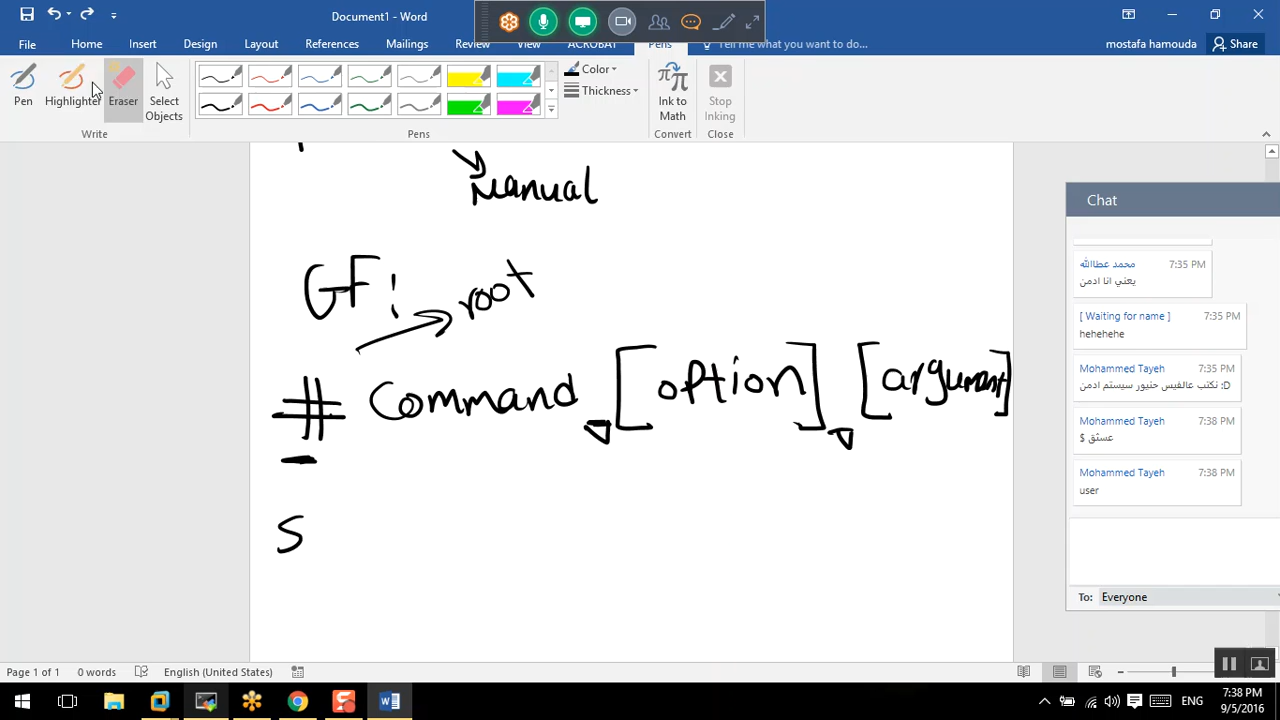 Document1 - Word
File Home Insert Design Layout References Mailings Review View ACROBAT Pens Tell me what you want to do... mostafa hamouda Share
Pen Highlighter Eraser Select Objects
Color
Thickness
Ink to Math
Stop Inking
Write Pens Convert Close
Manual
GF:
root
# Command [option] [argument]
S
Chat
محمد عطاالله 7:35 PM
يعني انا ادمن
[ Waiting for name ] 7:35 PM
hehehehe
Mohammed Tayeh 7:35 PM
نكتب عالفيس حنيور سيستم ادمن :D
Mohammed Tayeh 7:38 PM
عسثق $
Mohammed Tayeh 7:38 PM
user
To: Everyone
Page 1 of 1 0 words English (United States)
ENG 7:38 PM
9/5/2016